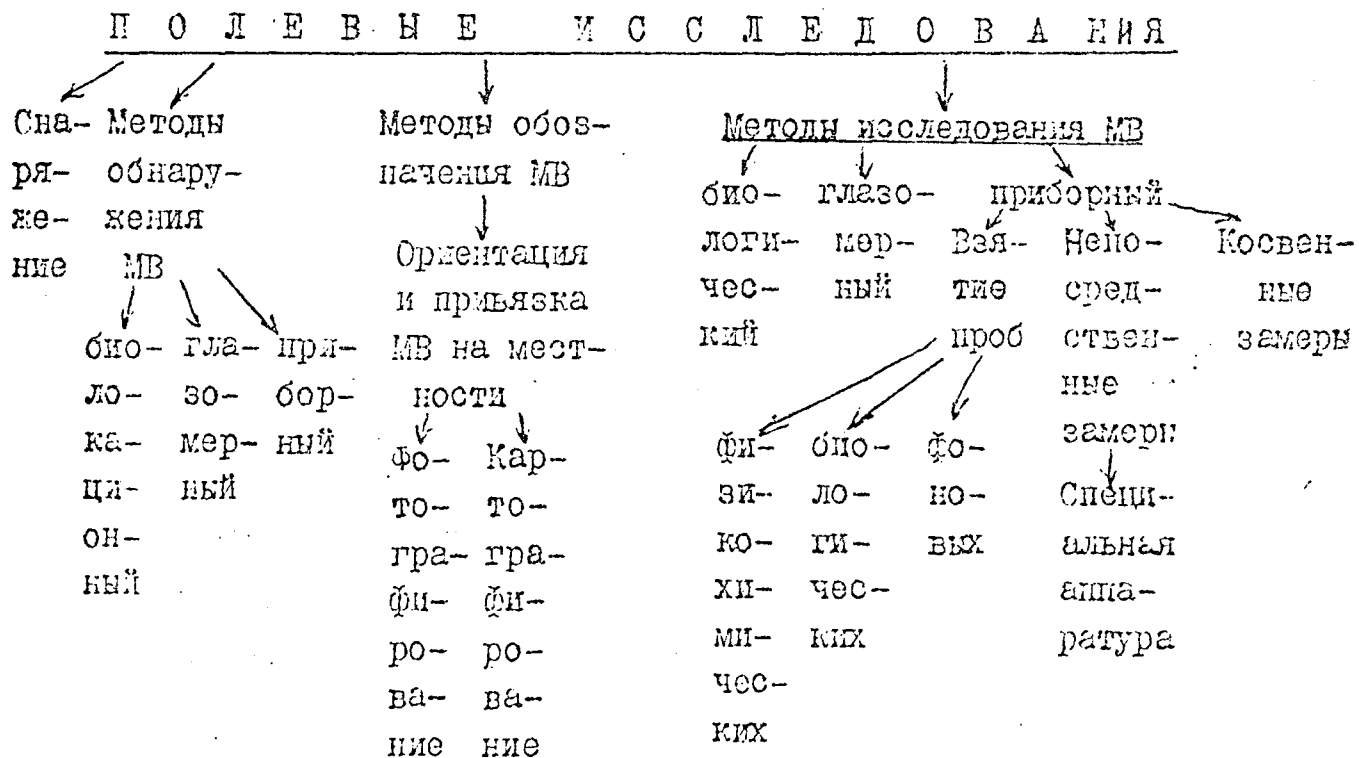 ПОЛЕВЫЕ ИССЛЕДОВАНИЯ
Сна-
ря-
же-
ние
Методы
обнару-
жения
МВ
био-
ло-
ка-
ци-
он-
ный
гла-
зо-
мер-
ный
при-
бор-
ный
Методы обоз-
начения МВ
Ориентация
и привязка
МВ на мест-
ности
Фо-
то-
гра-
фи-
ро-
ва-
ние
Кар-
то-
гра-
фи-
ро-
ва-
ние
Методы исследования МВ
био-
логи-
чес-
кий
глазо-
мер-
ный
приборный
Взя-
тие
проб
фи-
зи-
ко-
хи-
ми-
чес-
ких
био-
ло-
ги-
чес-
ких
фо-
но-
вых
Непо-
сред-
ствен-
ные
замеры
Специ-
альная
аппа-
ратура
Косвен-
ные
замеры